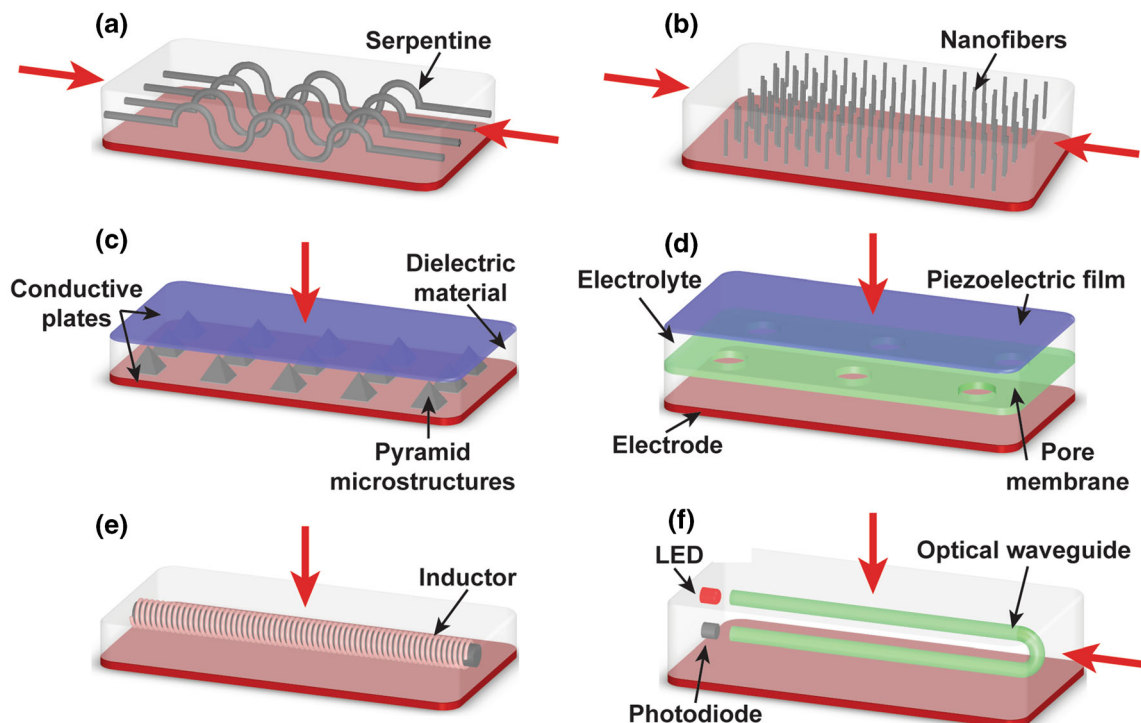 (a)
Serpentine
(b)
Nanofibers
(c)
Conductive
plates
Dielectric
material
Pyramid
microstructures
(d)
Electrolyte
Piezoelectric film
Electrode
Pore
membrane
(e)
Inductor
(f)
LED
Optical waveguide
Photodiode